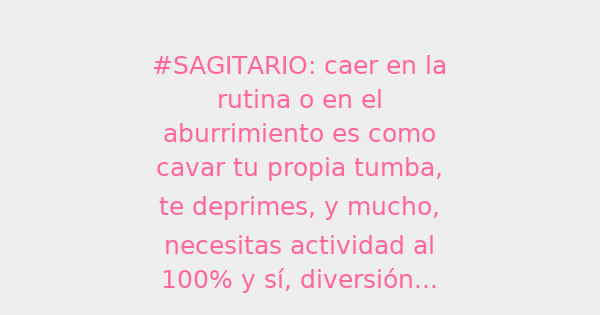 #SAGITARIO: caer en la
rutina o en el
aburrimiento es como
cavar tu propia tumba,
te deprimes, y mucho,
necesitas actividad al
100% y sí, diversión...